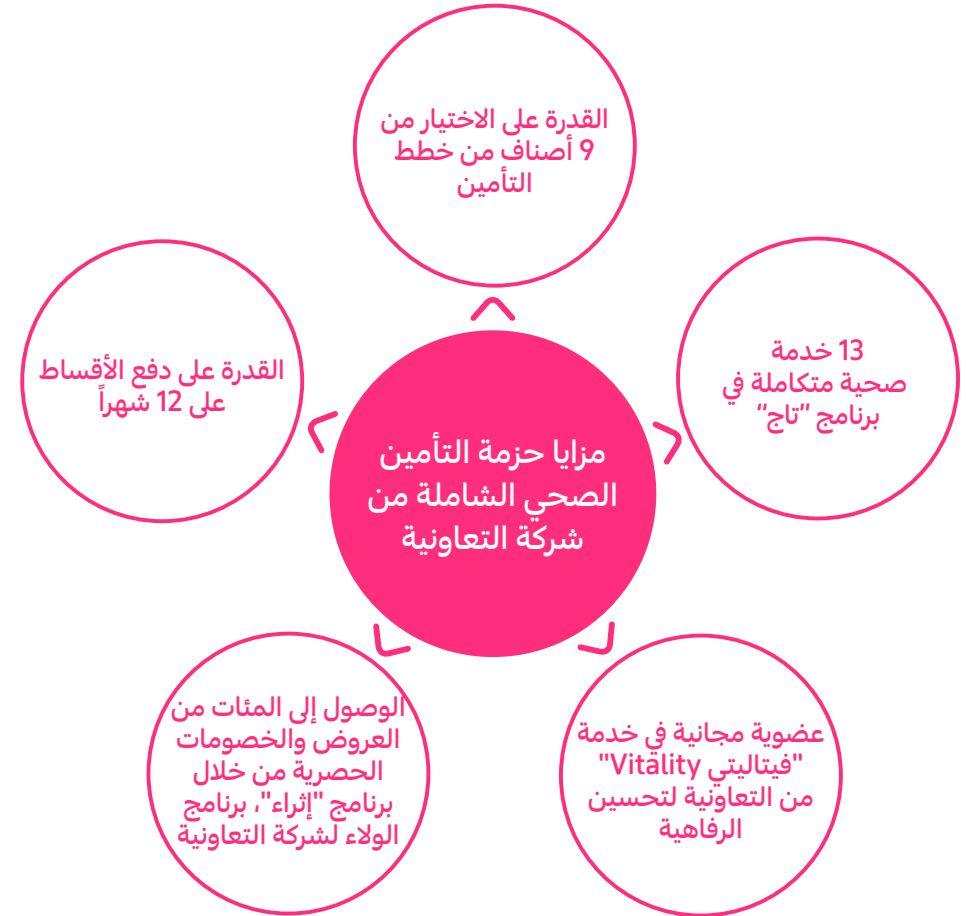 القدرة على الاختيار من
9 أصناف من خطط
التأمين
13 خدمة
صحية متكاملة في
برنامج "تاج"
القدرة على دفع الأقساط
على 12 شهراً
مزايا حزمة التأمين
الصحي الشاملة من
شركة التعاونية
عضوية مجانية في خدمة
"فيتاليتي Vitality"
من التعاونية لتحسين
الرفاهية
الوصول إلى المئات من
العروض والخصومات
الحصرية من خلال
برنامج "إثراء"، برنامج
الولاء لشركة التعاونية